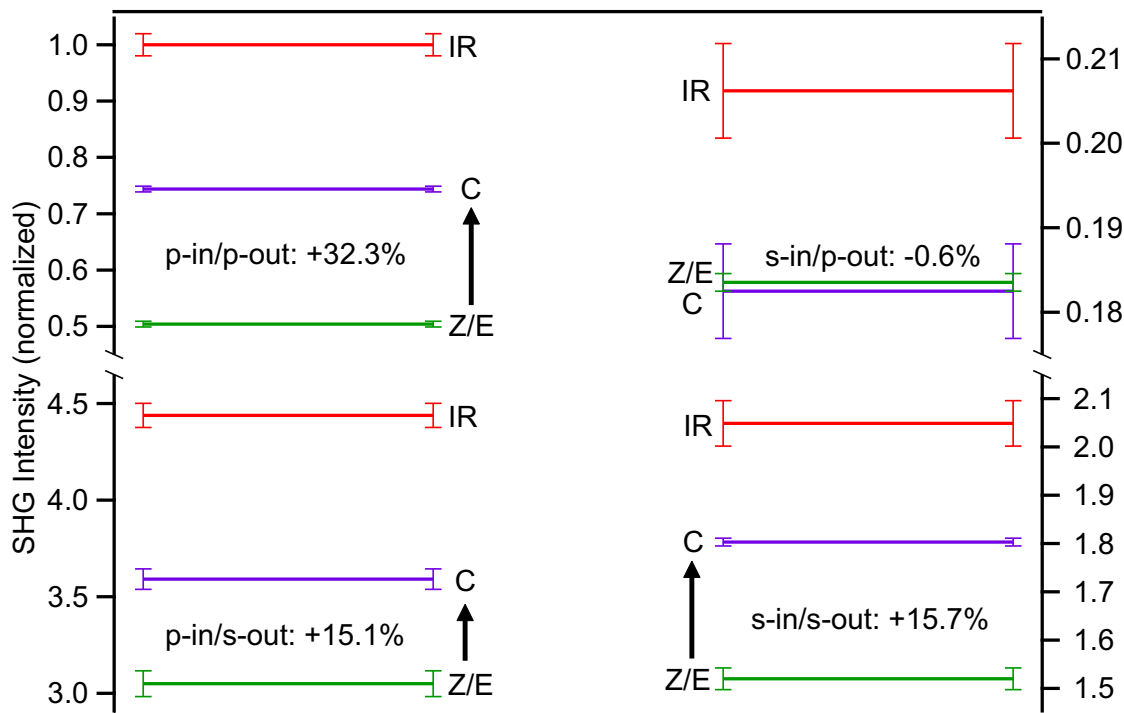 SHG Intensity (normalized)
1.0
0.9
0.8
0.7
0.6
0.5
IR
C
p-in/p-out: +32.3%
Z/E
0.21
0.20
0.19
0.18
IR
s-in/p-out: -0.6%
Z/E
C
4.5
4.0
3.5
3.0
IR
C
p-in/s-out: +15.1%
Z/E
2.1
2.0
1.9
1.8
1.7
1.6
1.5
IR
C
s-in/s-out: +15.7%
Z/E